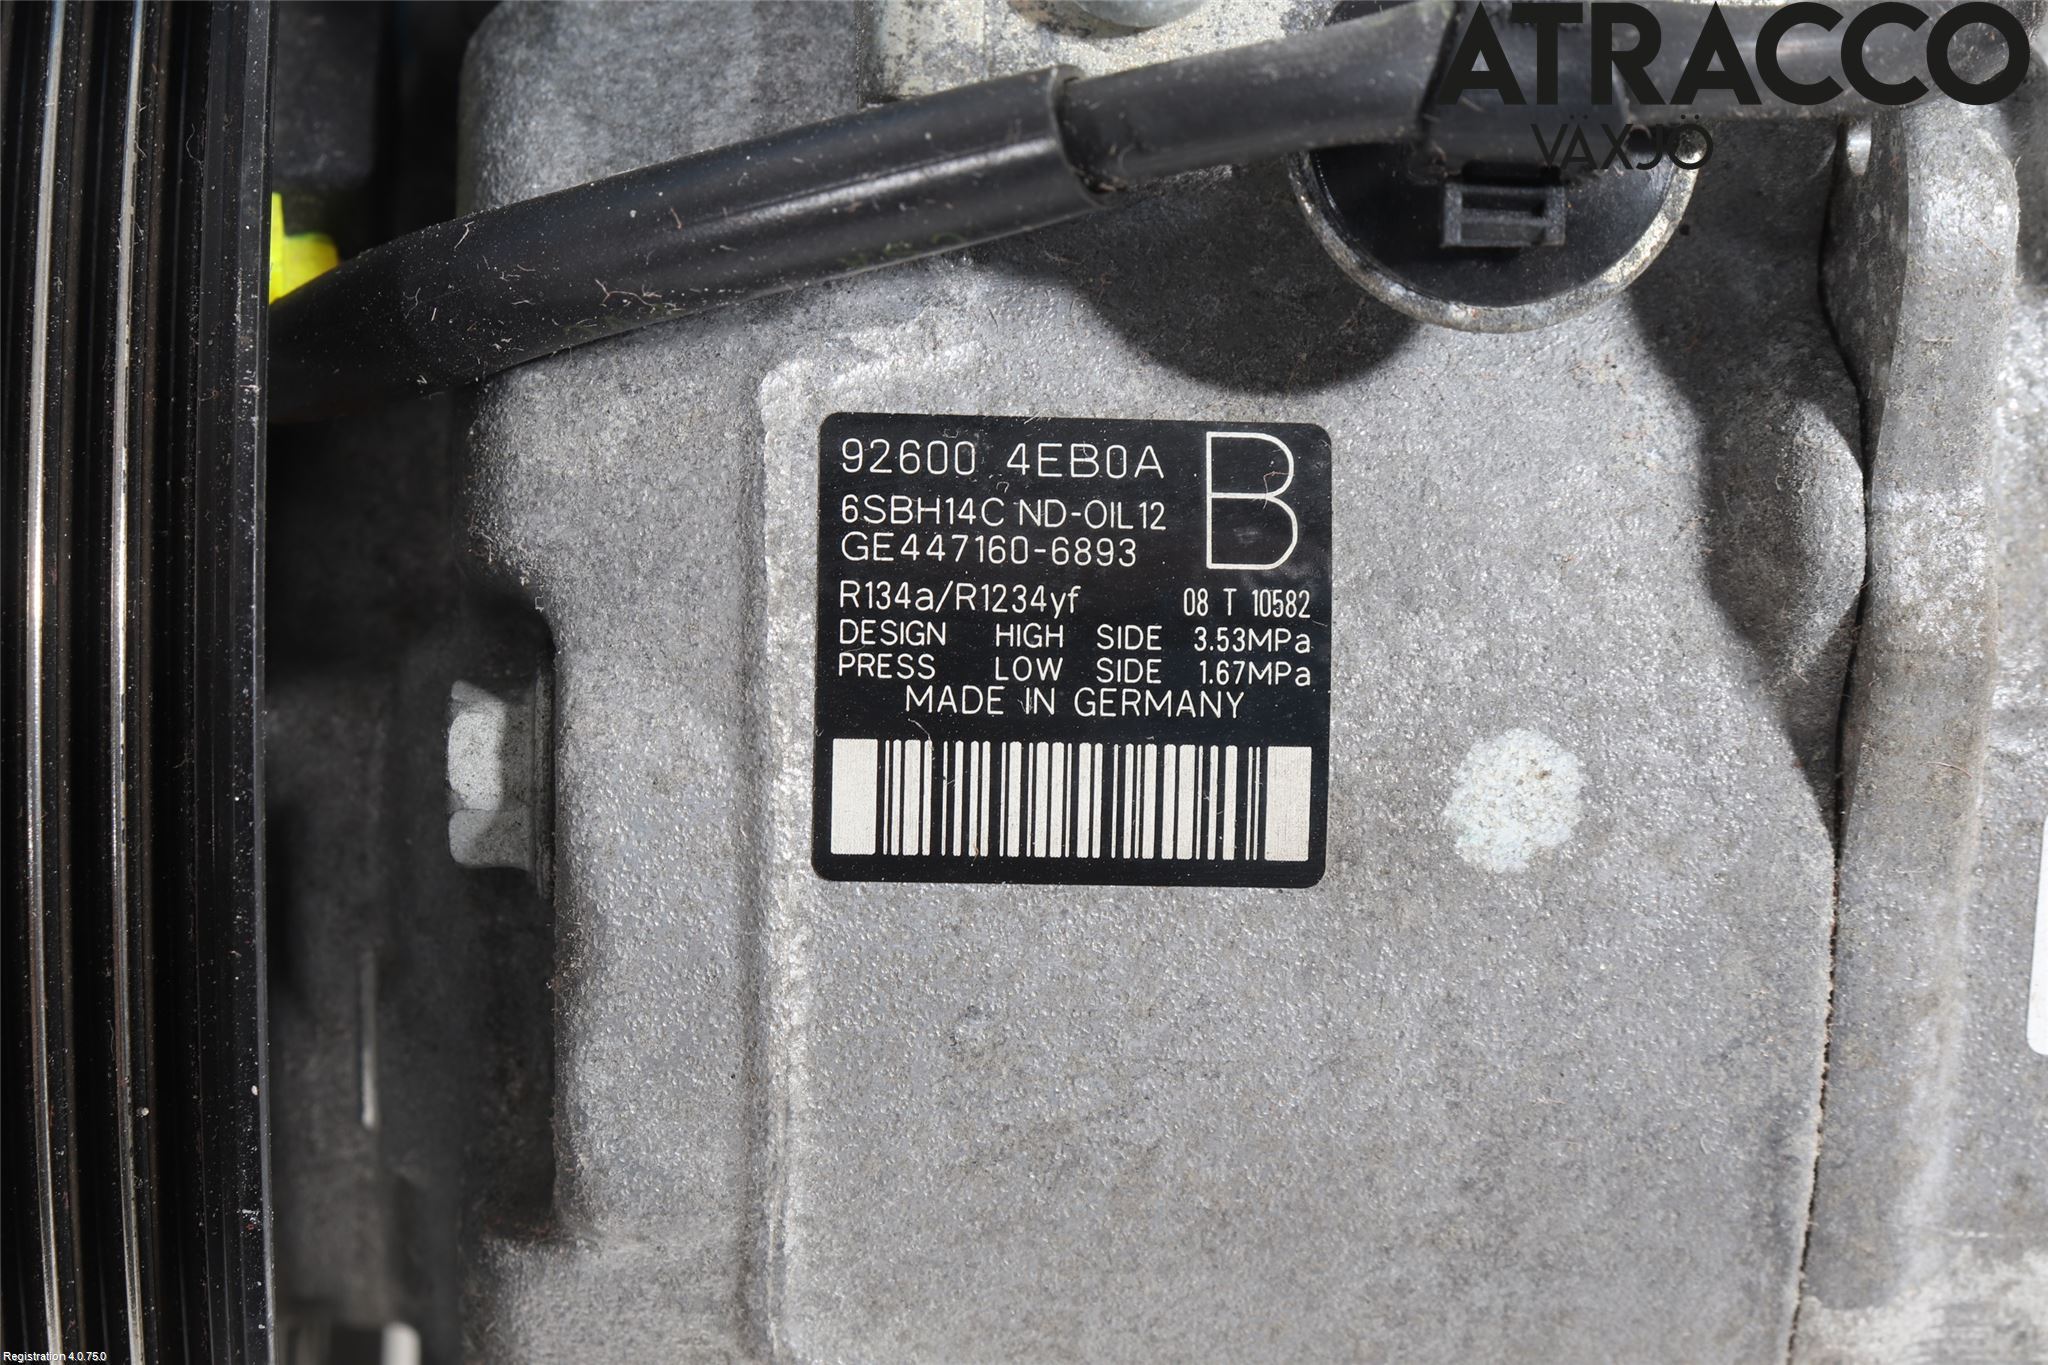 ATRACCO
VÄXJÖ
92600 4EB0A B
6SBH14C ND-OIL12
GE447160-6893
R134a/R1234yf 08 T 10582
DESIGN HIGH SIDE 3.53MPa
PRESS LOW SIDE 1.67MPa
MADE IN GERMANY
Registration 4.0.75.0